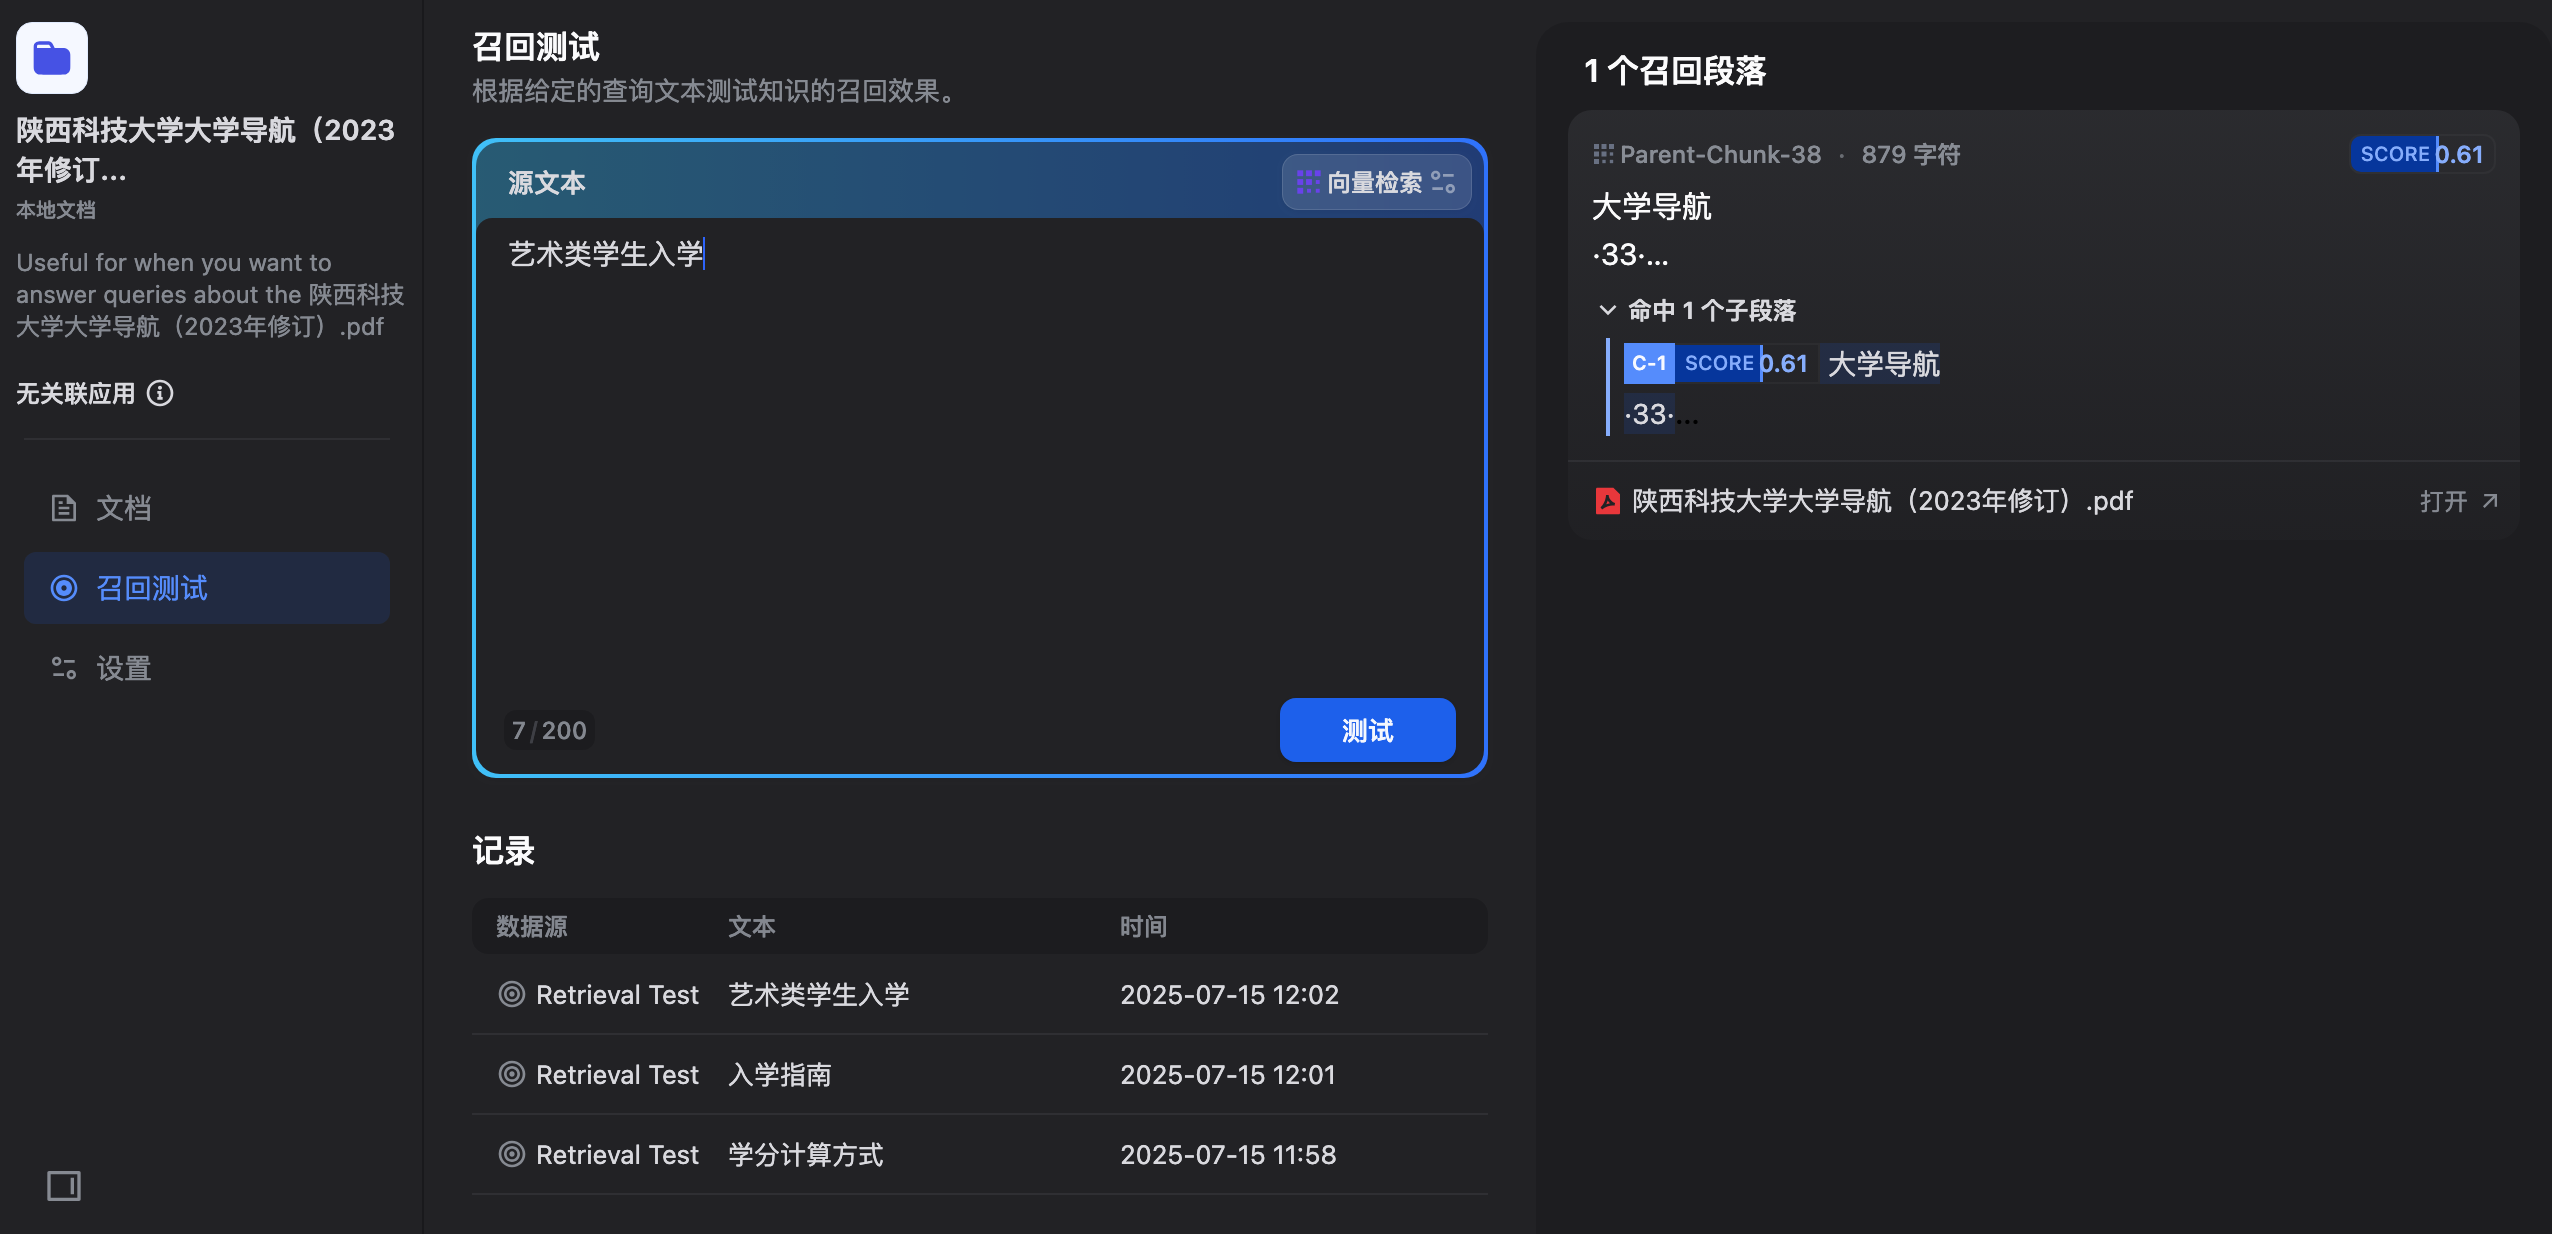 陕西科技大学大学导航（2023
年修订...
本地文档
Useful for when you want to
answer queries about the 陕西科技
大学大学导航（2023年修订）.pdf
无关联应用
文档
召回测试
设置
召回测试
根据给定的查询文本测试知识的召回效果。
源文本
向量检索
艺术类学生入学
7/200
测试
记录
数据源 文本 时间
Retrieval Test 艺术类学生入学 2025-07-15 12:02
Retrieval Test 入学指南 2025-07-15 12:01
Retrieval Test 学分计算方式 2025-07-15 11:58
1 个召回段落
Parent-Chunk-38 · 879 字符 SCORE 0.61
大学导航
·33·...
命中 1 个子段落
C-1 SCORE 0.61 大学导航
·33·...
陕西科技大学大学导航（2023年修订）.pdf 打开